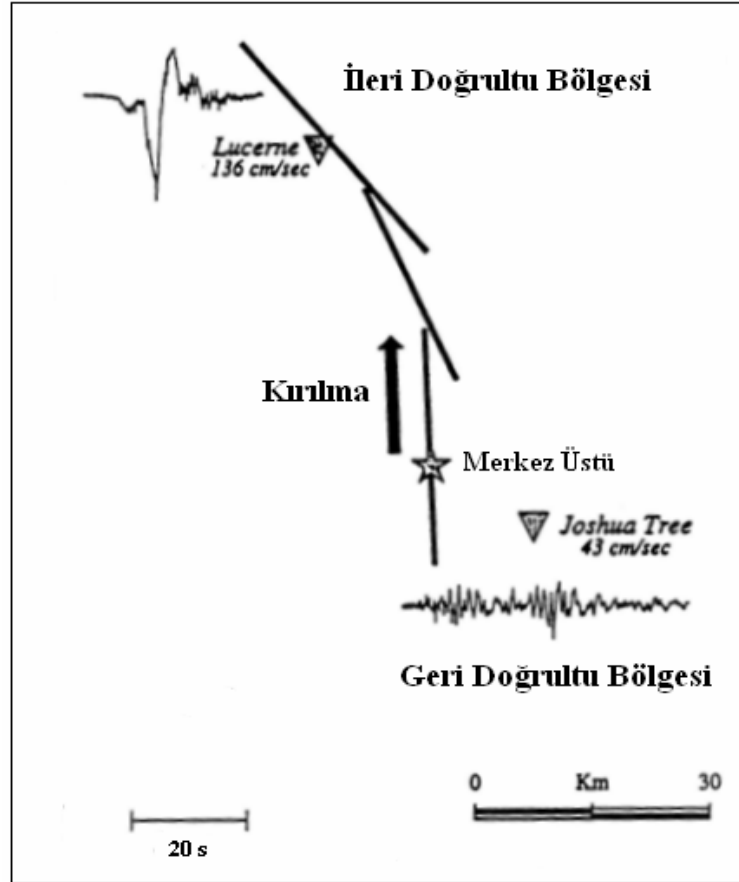 İleri Doğrultu Bölgesi
Lucerne
136 cm/sec
Kırılma
Merkez Üstü
Joshua Tree
43 cm/sec
Geri Doğrultu Bölgesi
0 Km 30
20 s